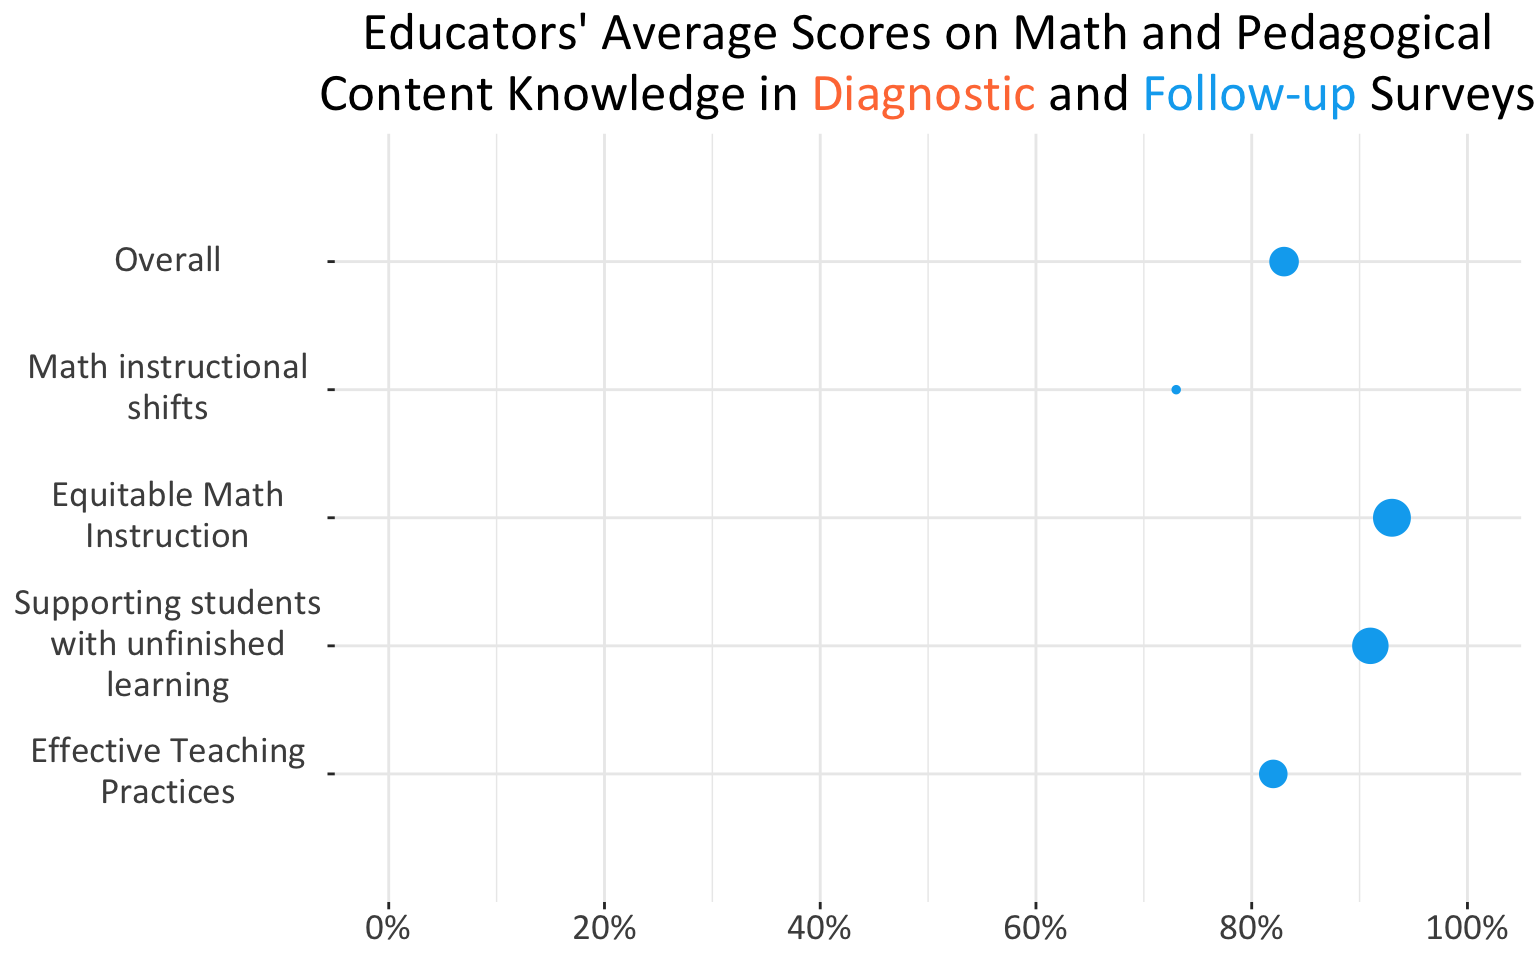 Educators' Average Scores on Math and Pedagogical
Content Knowledge in Diagnostic and Follow-up Surveys
Overall
Math instructional
shifts
Equitable Math
Instruction
Supporting students
with unfinished
learning
Effective Teaching
Practices
0% 20% 40% 60% 80% 100%